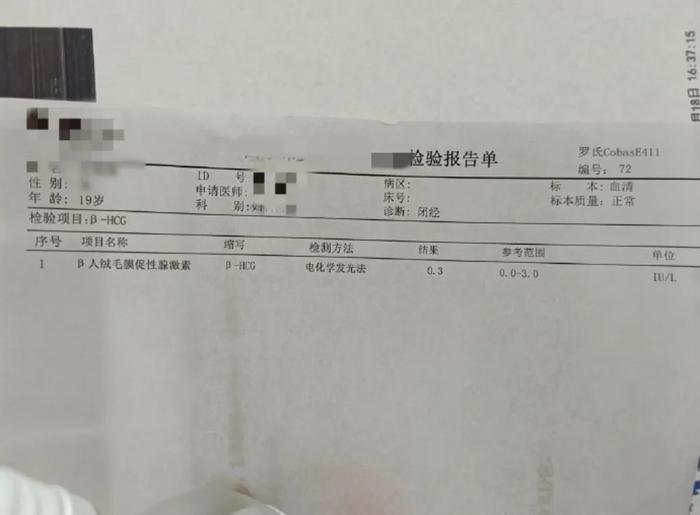 月18日 16:37:15
检验报告单
罗氏CobasE411
编号: 72
ID 号
性 别:
申请医师:
病区:
标 本: 血清
年 龄: 19岁
科 别:
床号:
标本质量: 正常
诊断: 闭经
检验项目: β-HCG
序号 项目名称 缩写 检测方法 结果 参考范围 单位
1 β人绒毛膜促性腺激素 β-HCG 电化学发光法 0.3 0.0-3.0 IU/L